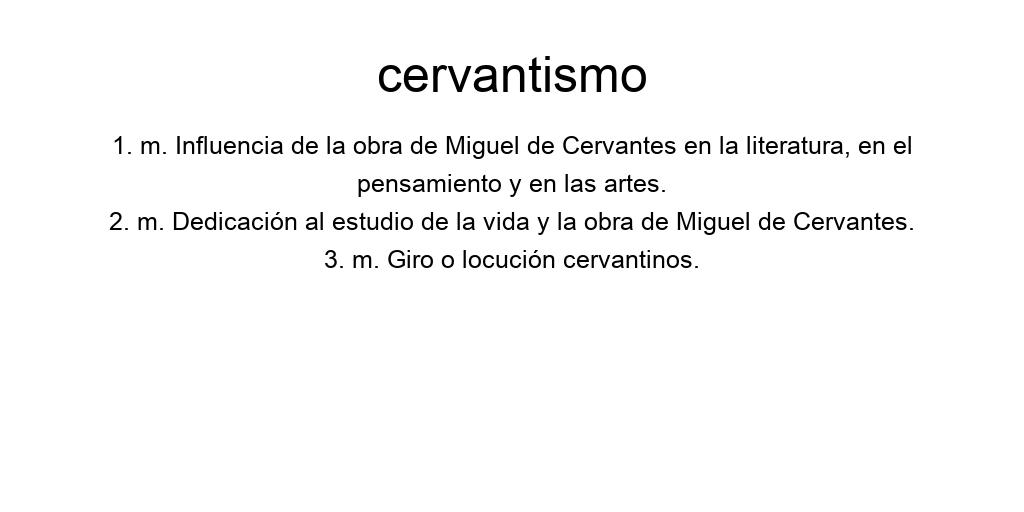 cervantismo
1. m. Influencia de la obra de Miguel de Cervantes en la literatura, en el
pensamiento y en las artes.
2. m. Dedicación al estudio de la vida y la obra de Miguel de Cervantes.
3. m. Giro o locución cervantinos.